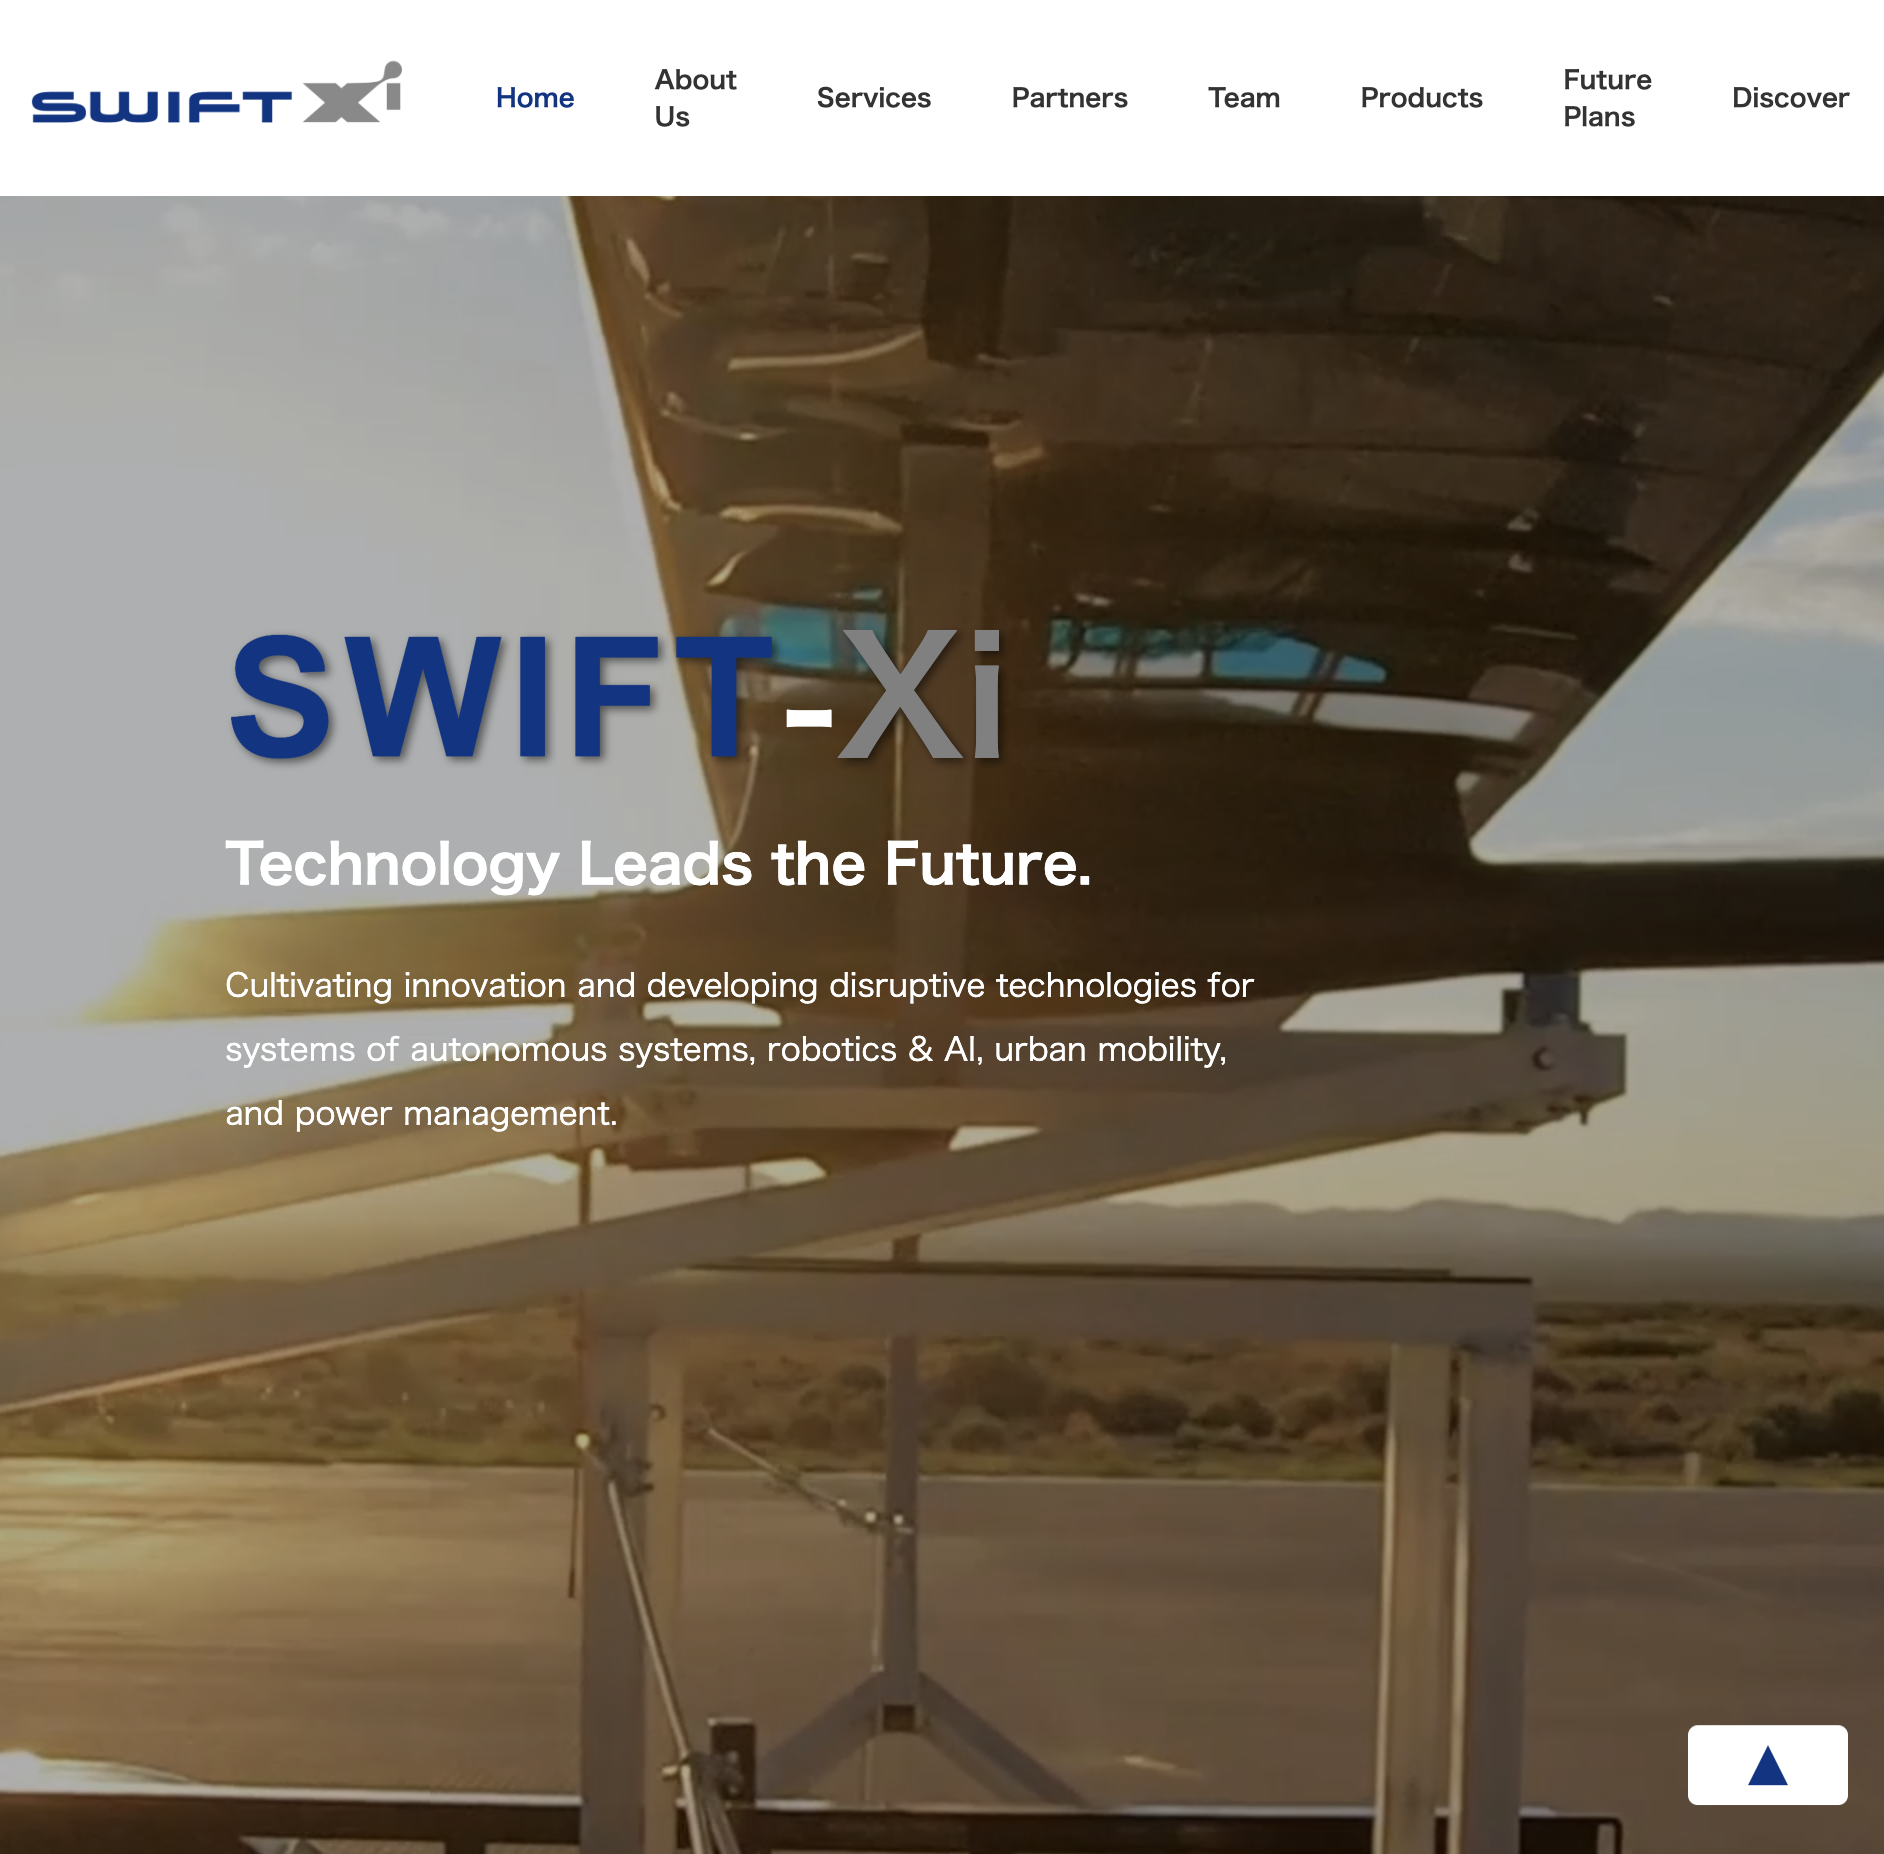 SWIFT Xi
Home
About
Us
Services
Partners
Team
Products
Future
Plans
Discover
SWIFT-Xi
Technology Leads the Future.
Cultivating innovation and developing disruptive technologies for
systems of autonomous systems, robotics & AI, urban mobility,
and power management.